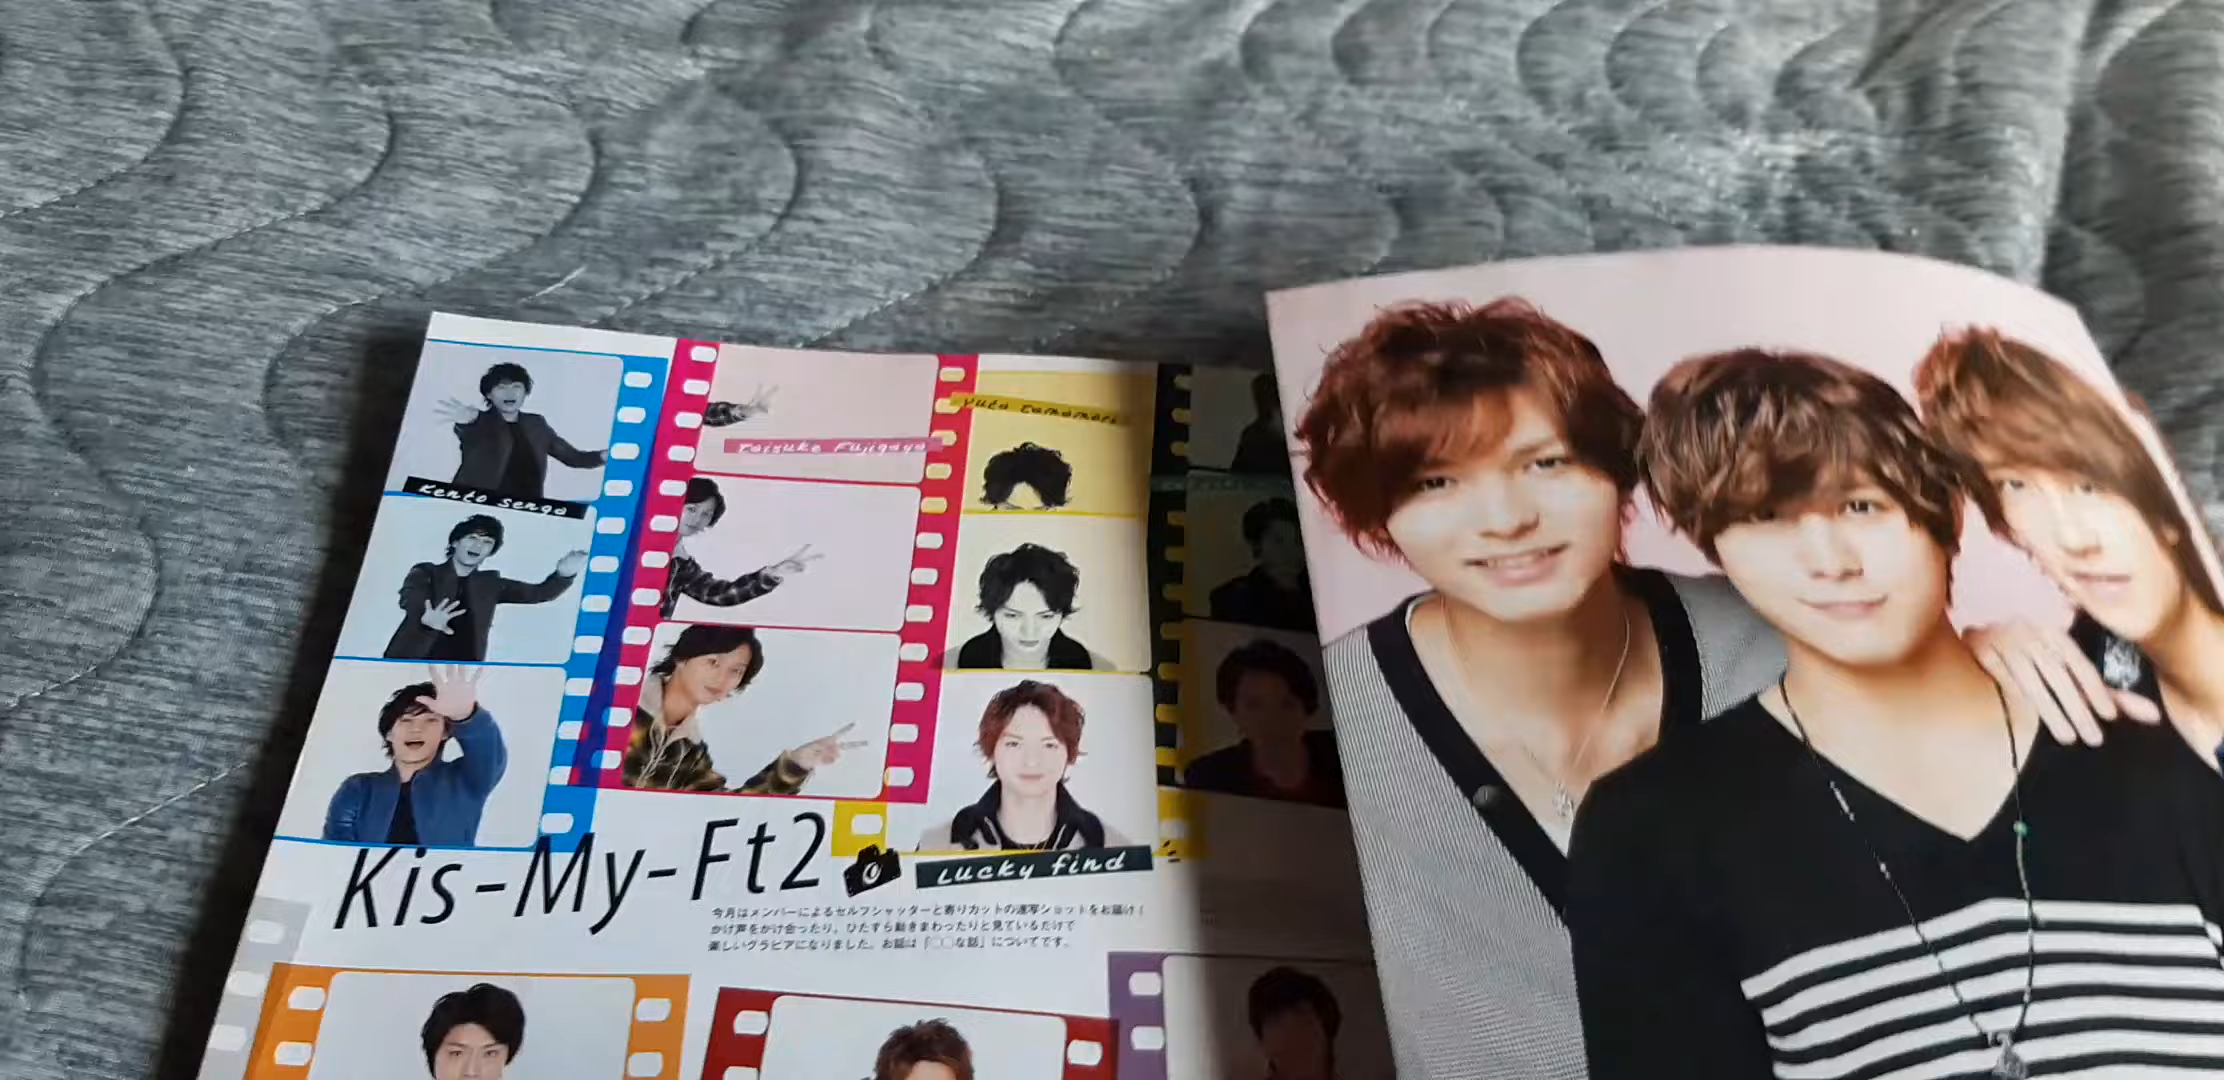 Yuta Tamamori
Taisuke Fujigaya
Kento Senga
Kis-My-Ft2
Lucky find
今月はメンバーによるセルフシャッターと寄りカットの連写ショットをお届け!
かけ声をかけ合ったり、ひたすら動きまわったりと見ているだけで
楽しいグラビアになりました。お話は「○○な話」についてです。